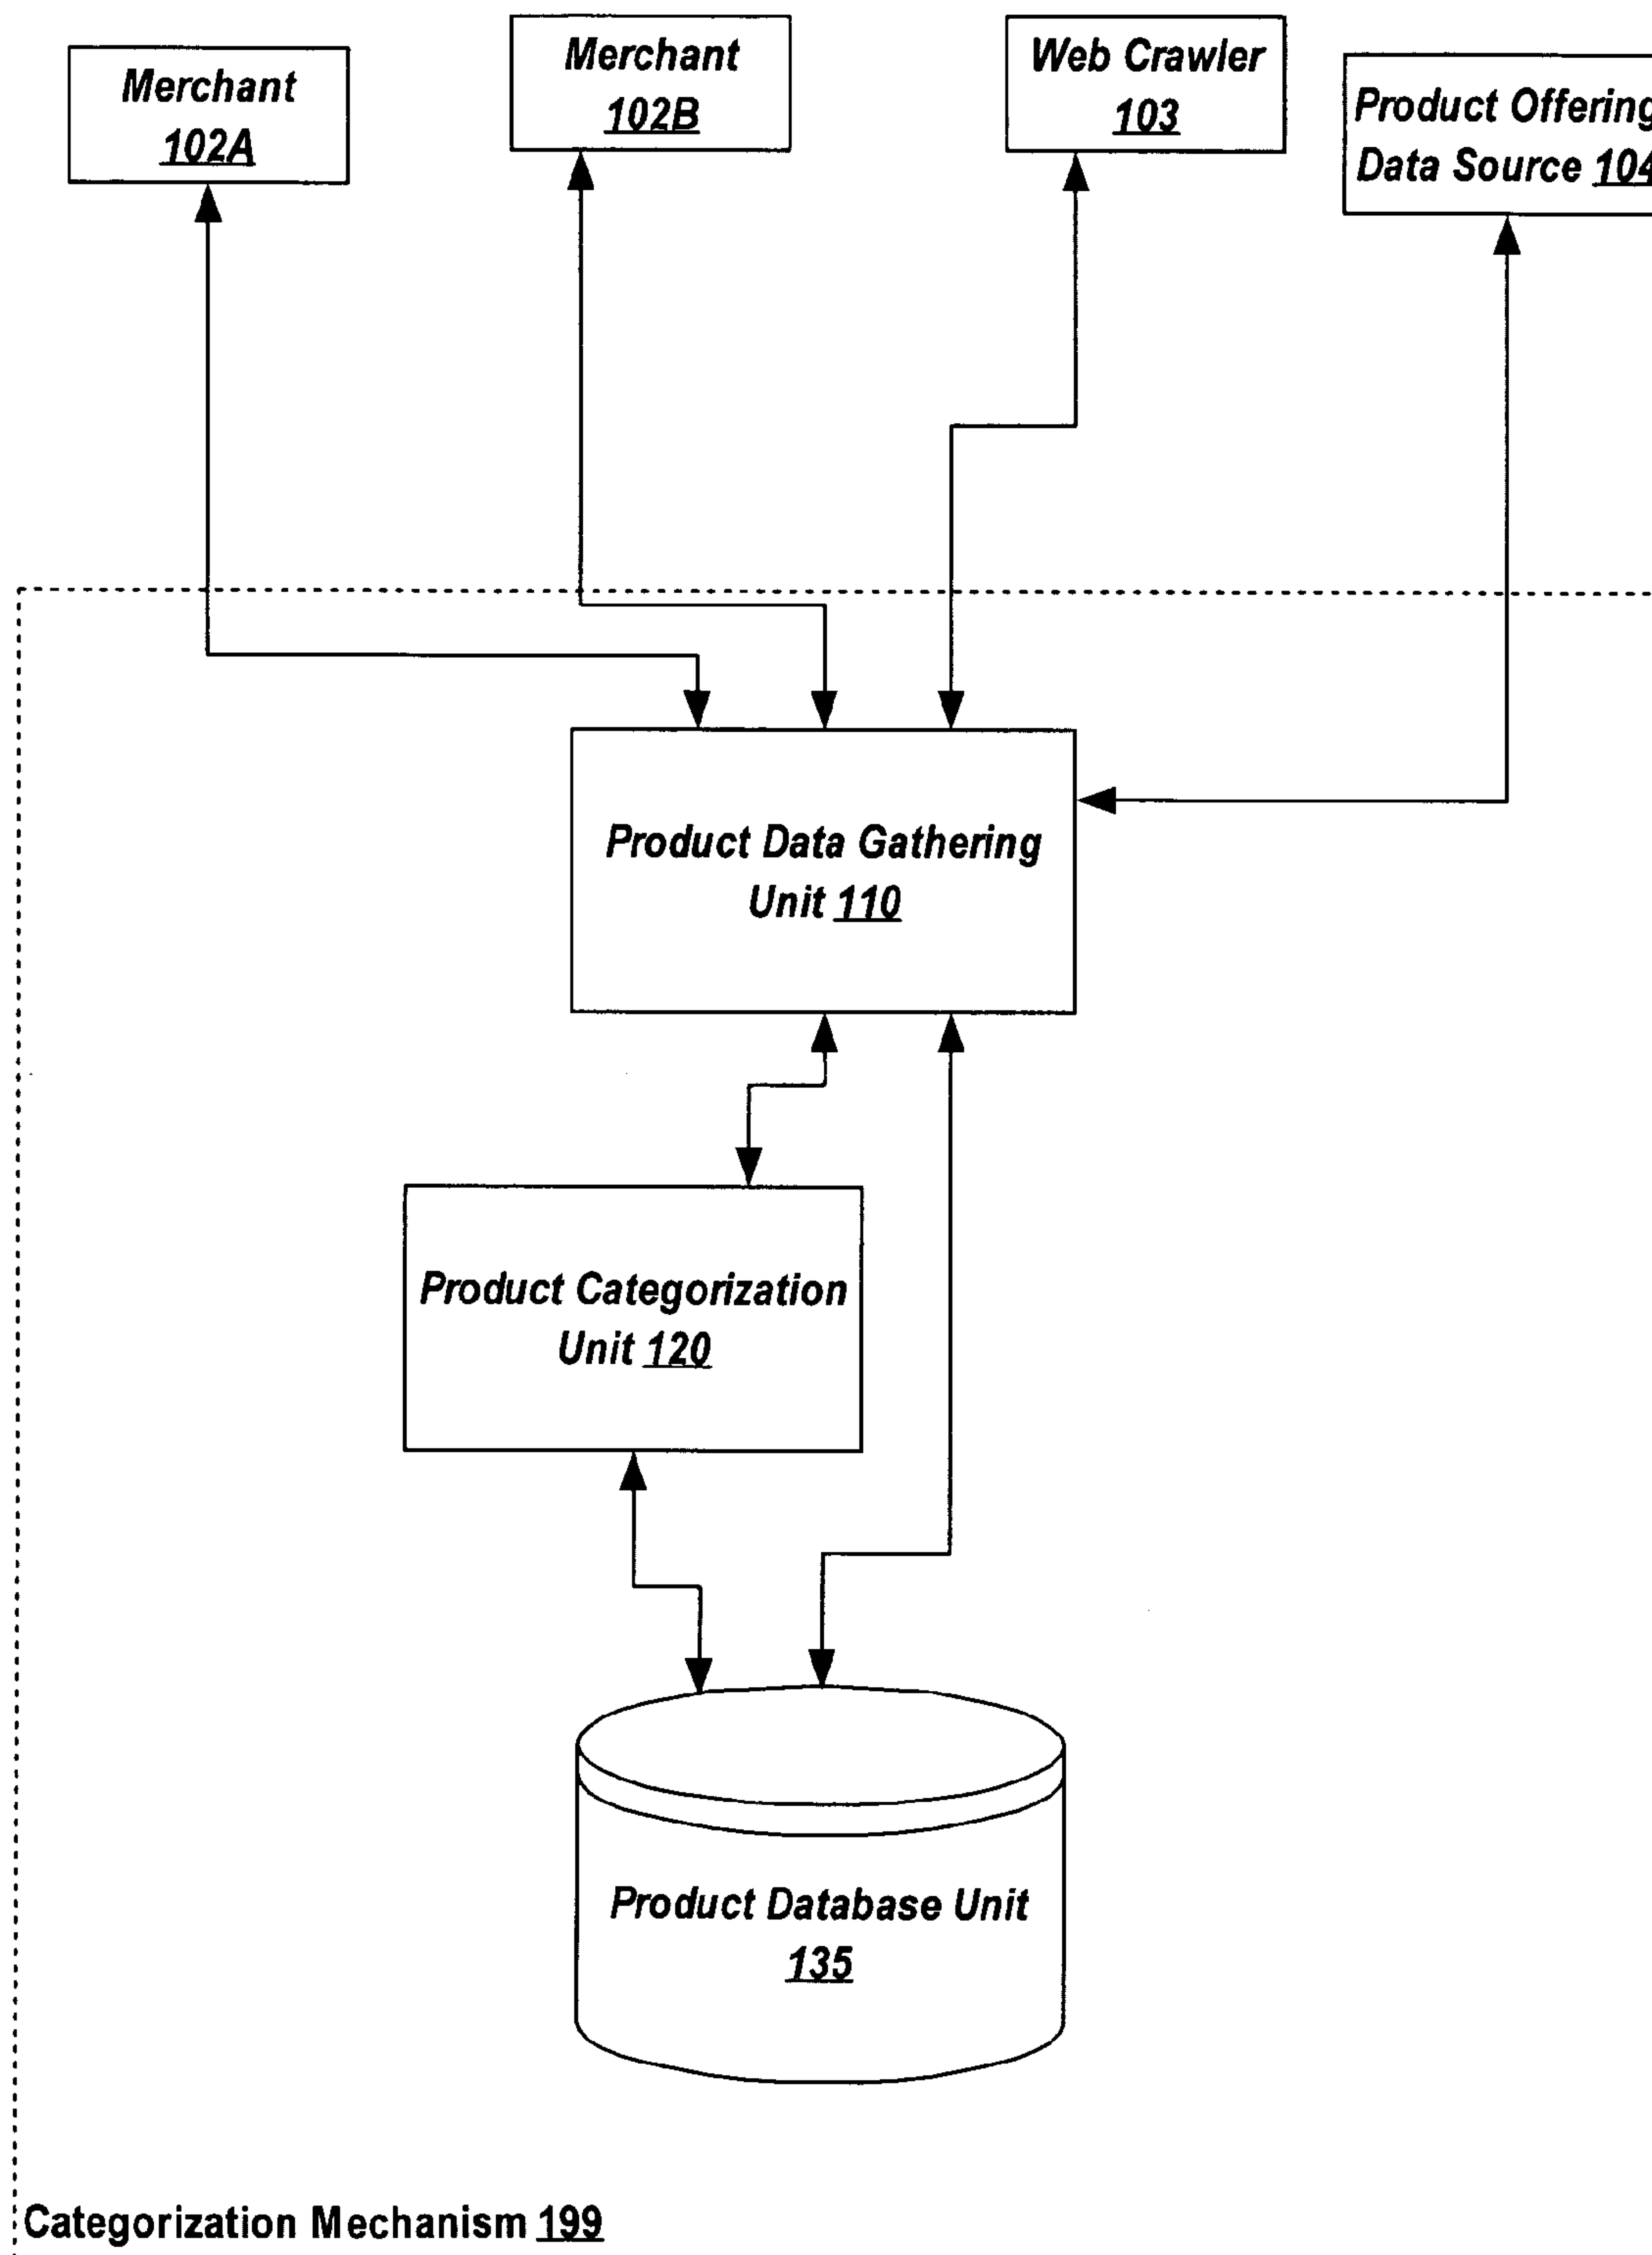 Merchant
102A
Merchant
102B
Web Crawler
103
Product Offering
Data Source 104
Product Data Gathering
Unit 110
Product Categorization
Unit 120
Product Database Unit
135
Categorization Mechanism 199